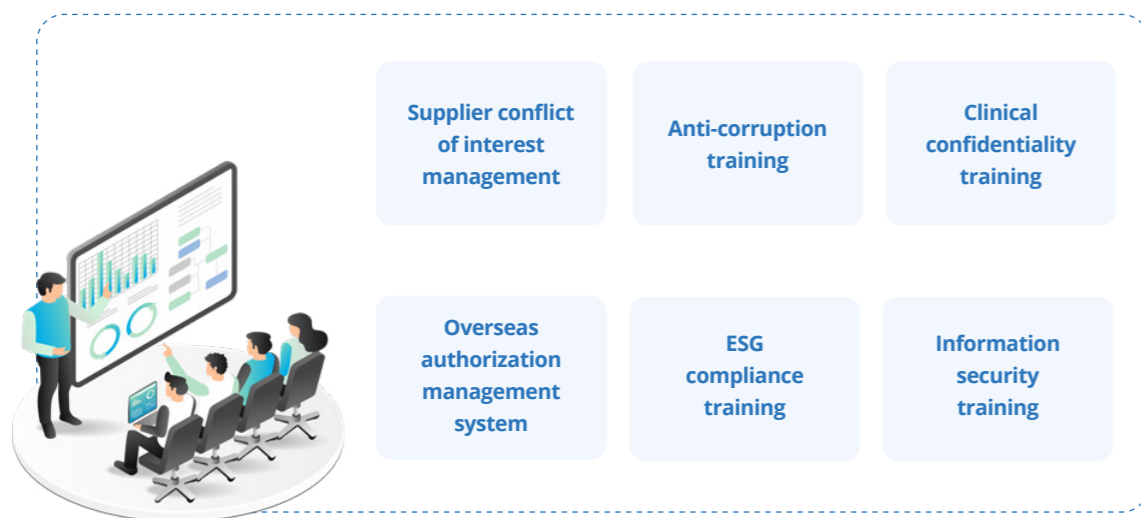 Supplier conflict
of interest
management
Anti-corruption
training
Clinical
confidentiality
training
Overseas
authorization
management
system
ESG
compliance
training
Information
security
training